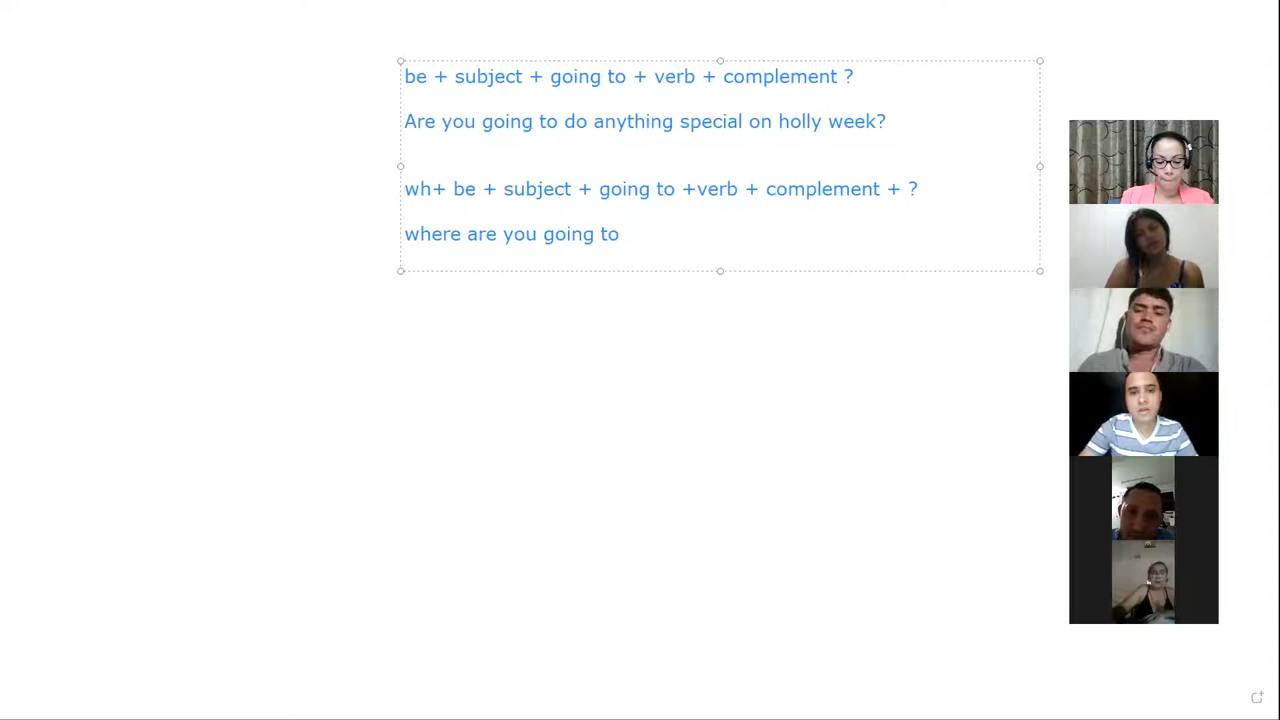 be + subject + going to + verb + complement ?
Are you going to do anything special on holly week?
wh+ be + subject + going to +verb + complement + ?
where are you going to